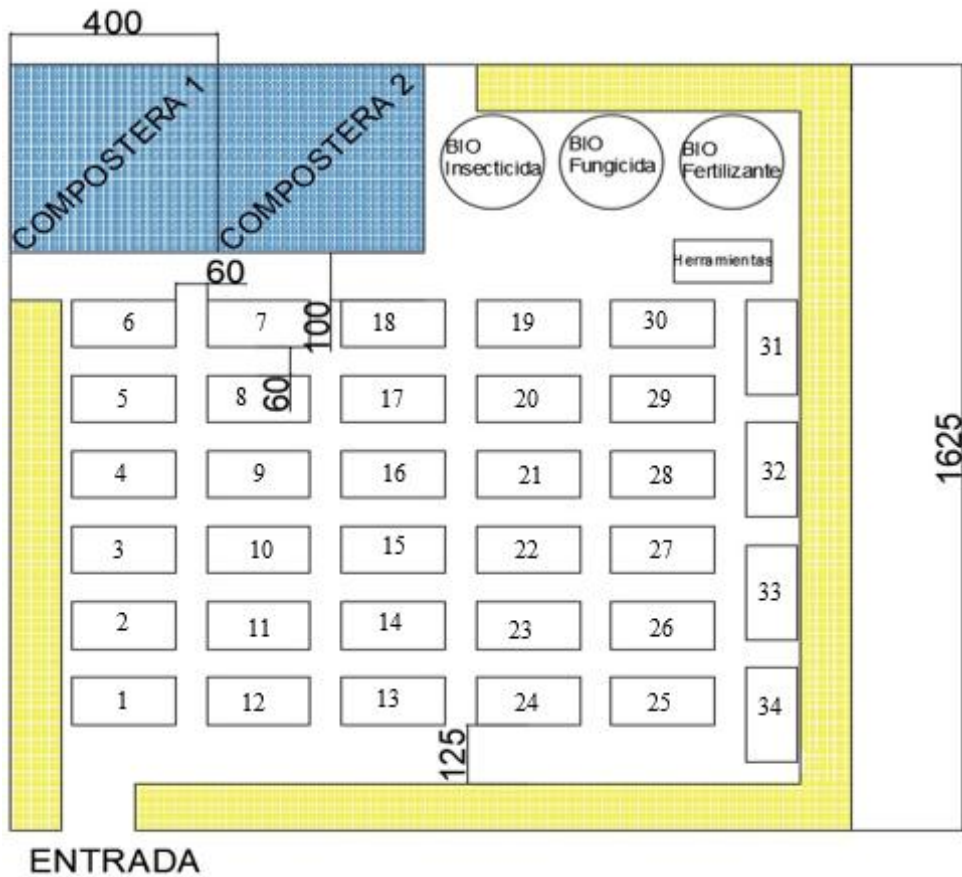 400
COMPOSTERA 1
COMPOSTERA 2
BIO
Insecticida
BIO
Fungicida
BIO
Fertilizante
Herramientas
60
100
60
6 7 18 19 30
31
5 8 17 20 29
4 9 16 21 28
32
3 10 15 22 27
33
2 11 14 23 26
1 12 13 24 25
34
125
1625
ENTRADA